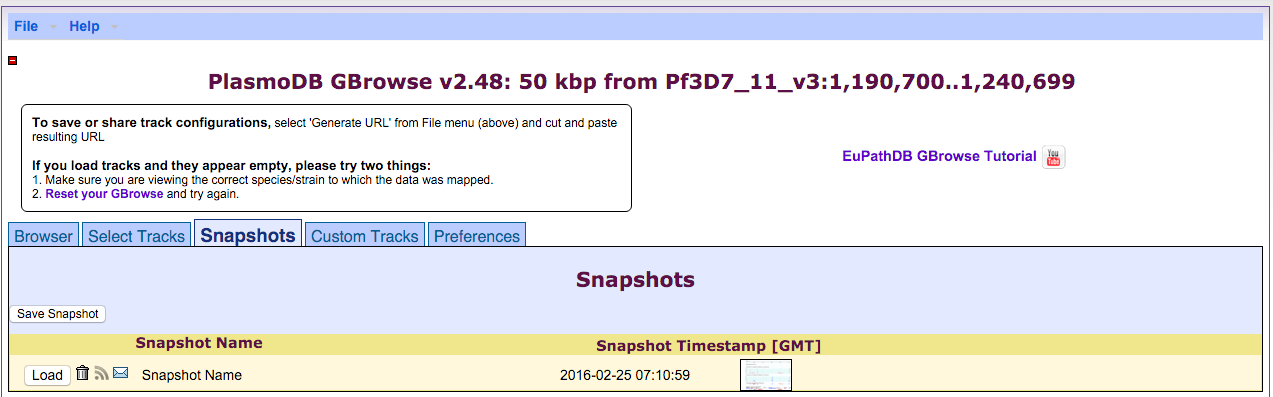 File Help
PlasmoDB GBrowse v2.48: 50 kbp from Pf3D7_11_v3:1,190,700..1,240,699
To save or share track configurations, select 'Generate URL' from File menu (above) and cut and paste
resulting URL
If you load tracks and they appear empty, please try two things:
1. Make sure you are viewing the correct species/strain to which the data was mapped.
2. Reset your GBrowse and try again.
EuPathDB GBrowse Tutorial You Tube
Browser Select Tracks Snapshots Custom Tracks Preferences
Snapshots
Save Snapshot
Snapshot Name Snapshot Timestamp [GMT]
Load Snapshot Name 2016-02-25 07:10:59